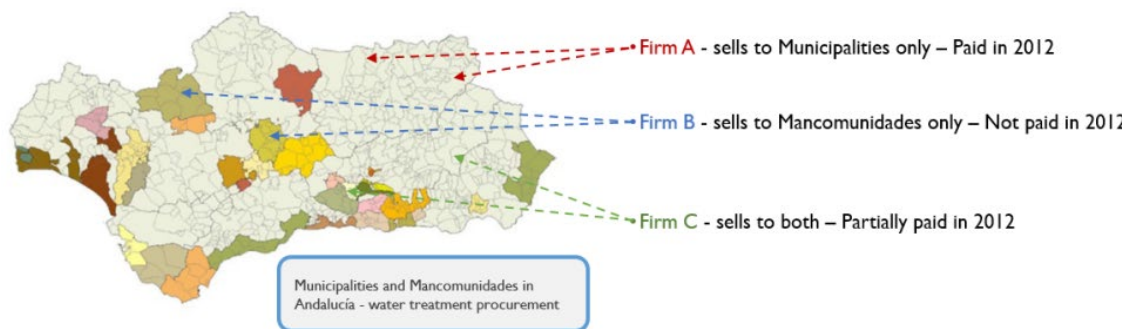 Firm A - sells to Municipalities only – Paid in 2012
Firm B - sells to Mancomunidades only – Not paid in 2012
Firm C - sells to both – Partially paid in 2012
Municipalities and Mancomunidades in
Andalucía - water treatment procurement